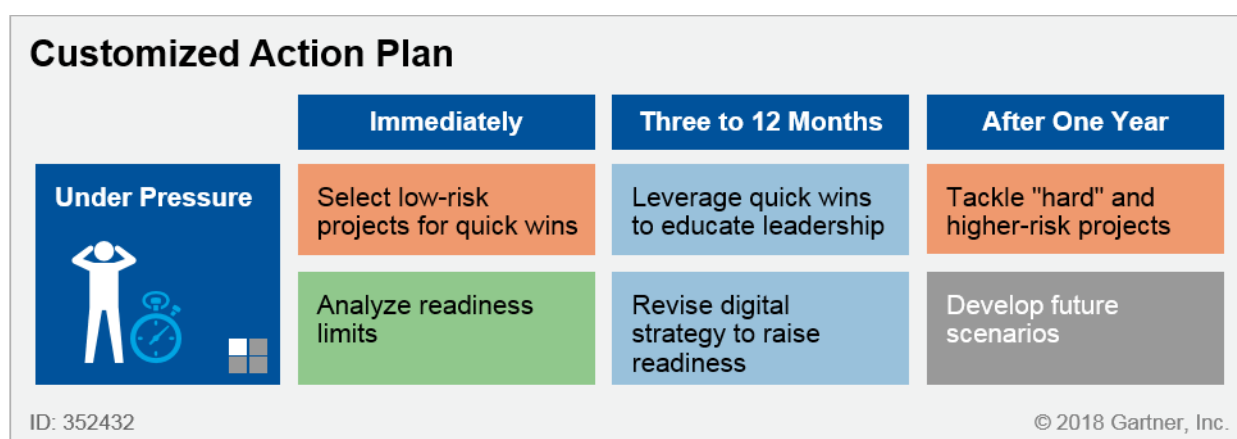 Customized Action Plan
Immediately
Three to 12 Months
After One Year
Under Pressure
Select low-risk
projects for quick wins
Leverage quick wins
to educate leadership
Tackle "hard" and
higher-risk projects
Analyze readiness
limits
Revise digital
strategy to raise
readiness
Develop future
scenarios
ID: 352432
© 2018 Gartner, Inc.